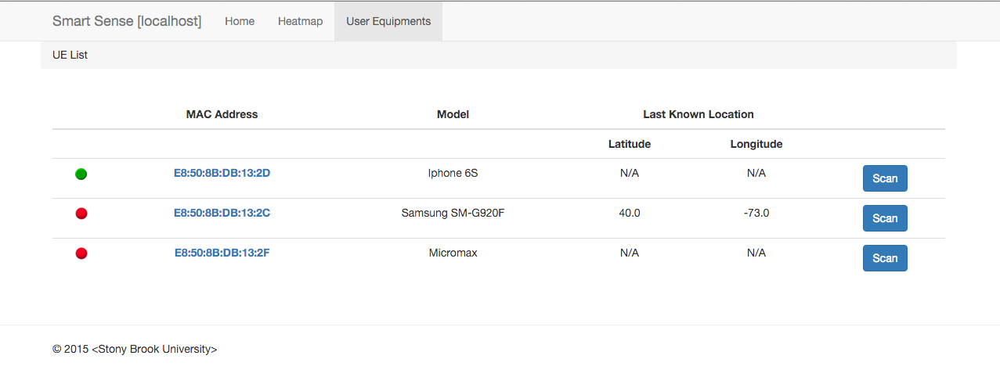 Smart Sense [localhost] Home Heatmap User Equipments
UE List
MAC Address Model Last Known Location
Latitude Longitude
E8:50:8B:DB:13:2D Iphone 6S N/A N/A Scan
E8:50:8B:DB:13:2C Samsung SM-G920F 40.0 -73.0 Scan
E8:50:8B:DB:13:2F Micromax N/A N/A Scan
© 2015 <Stony Brook University>